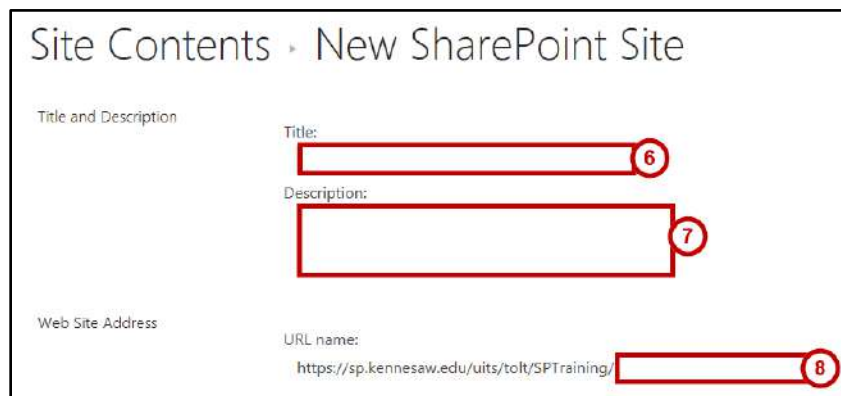 Site Contents ▸ New SharePoint Site
Title and Description
Title:
6
Description:
7
Web Site Address
URL name:
https://sp.kennesaw.edu/uits/tolt/SPTraining/
8